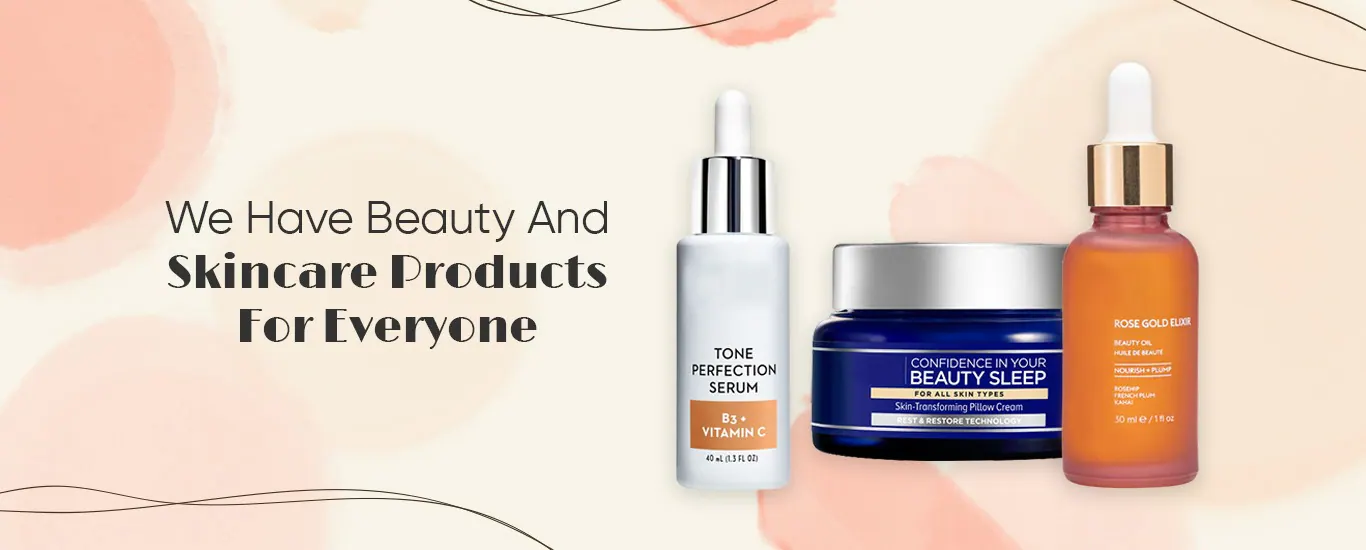 We Have Beauty And
Skincare Products
For Everyone
TONE
PERFECTION
SERUM
B3 +
VITAMIN C
40 mL (1.3 FL OZ)
CONFIDENCE IN YOUR
BEAUTY SLEEP
FOR ALL SKIN TYPES
Skin-Transforming Pillow Cream
REST & RESTORE TECHNOLOGY
ROSE GOLD ELIXIR
BEAUTY OIL
HUILE DE BEAUTÉ
NOURISH + PLUMP
ROSEHIP
FRENCH PLUM
KAHAI
30 ml ℮ / 1 fl oz